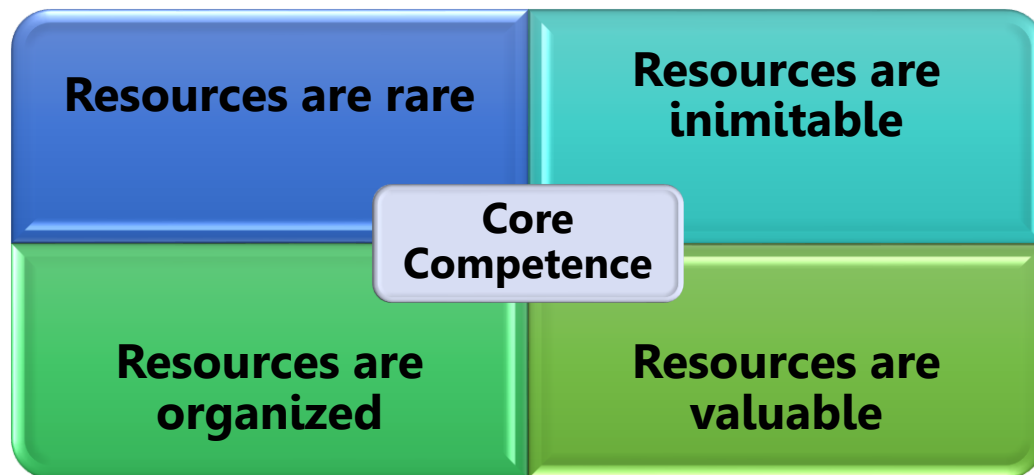 Resources are rare
Resources are
inimitable
Core
Competence
Resources are
organized
Resources are
valuable